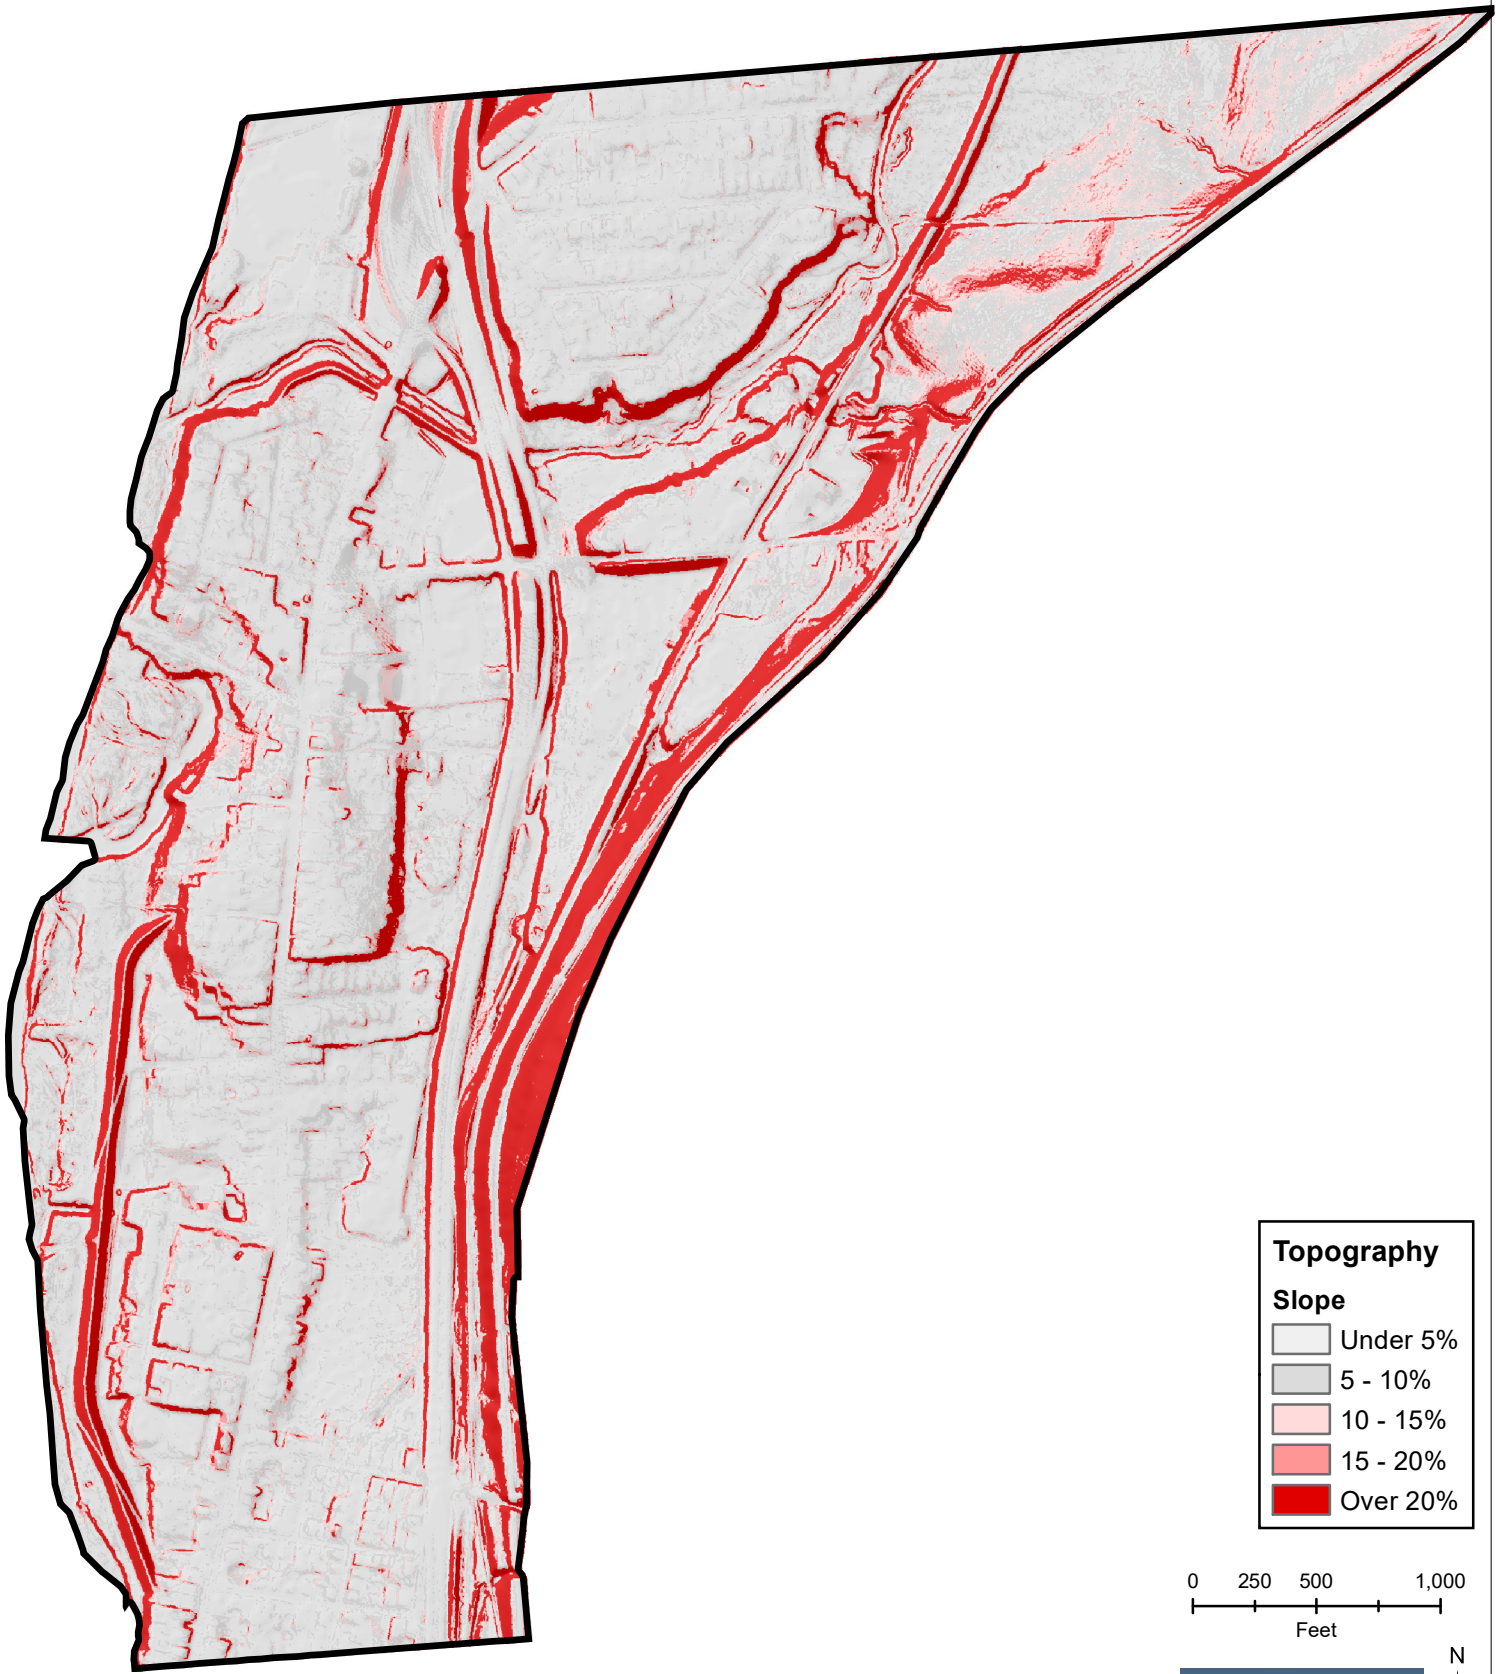 Topography
Slope
Under 5%
5 - 10%
10 - 15%
15 - 20%
Over 20%
0 250 500 1,000
Feet
N